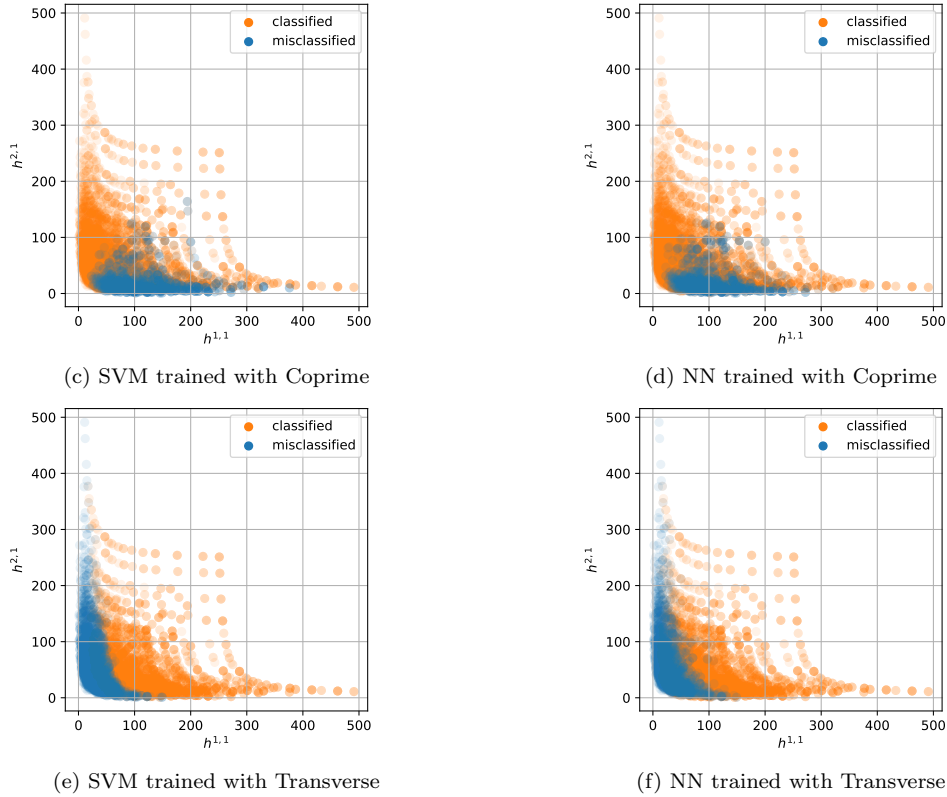 500
400
300
200
100
0
h^{2,1}
classified
misclassified
0 100 200 300 400 500
h^{1,1}
(c) SVM trained with Coprime
500
400
300
200
100
0
h^{2,1}
classified
misclassified
0 100 200 300 400 500
h^{1,1}
(d) NN trained with Coprime
500
400
300
200
100
0
h^{2,1}
classified
misclassified
0 100 200 300 400 500
h^{1,1}
(e) SVM trained with Transverse
500
400
300
200
100
0
h^{2,1}
classified
misclassified
0 100 200 300 400 500
h^{1,1}
(f) NN trained with Transverse